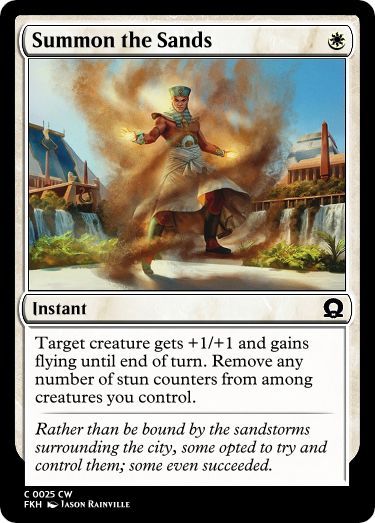 Summon the Sands
Instant
Target creature gets +1/+1 and gains
flying until end of turn. Remove any
number of stun counters from among
creatures you control.
Rather than be bound by the sandstorms
surrounding the city, some opted to try and
control them; some even succeeded.
C 0025 CW
FKH Jason Rainville